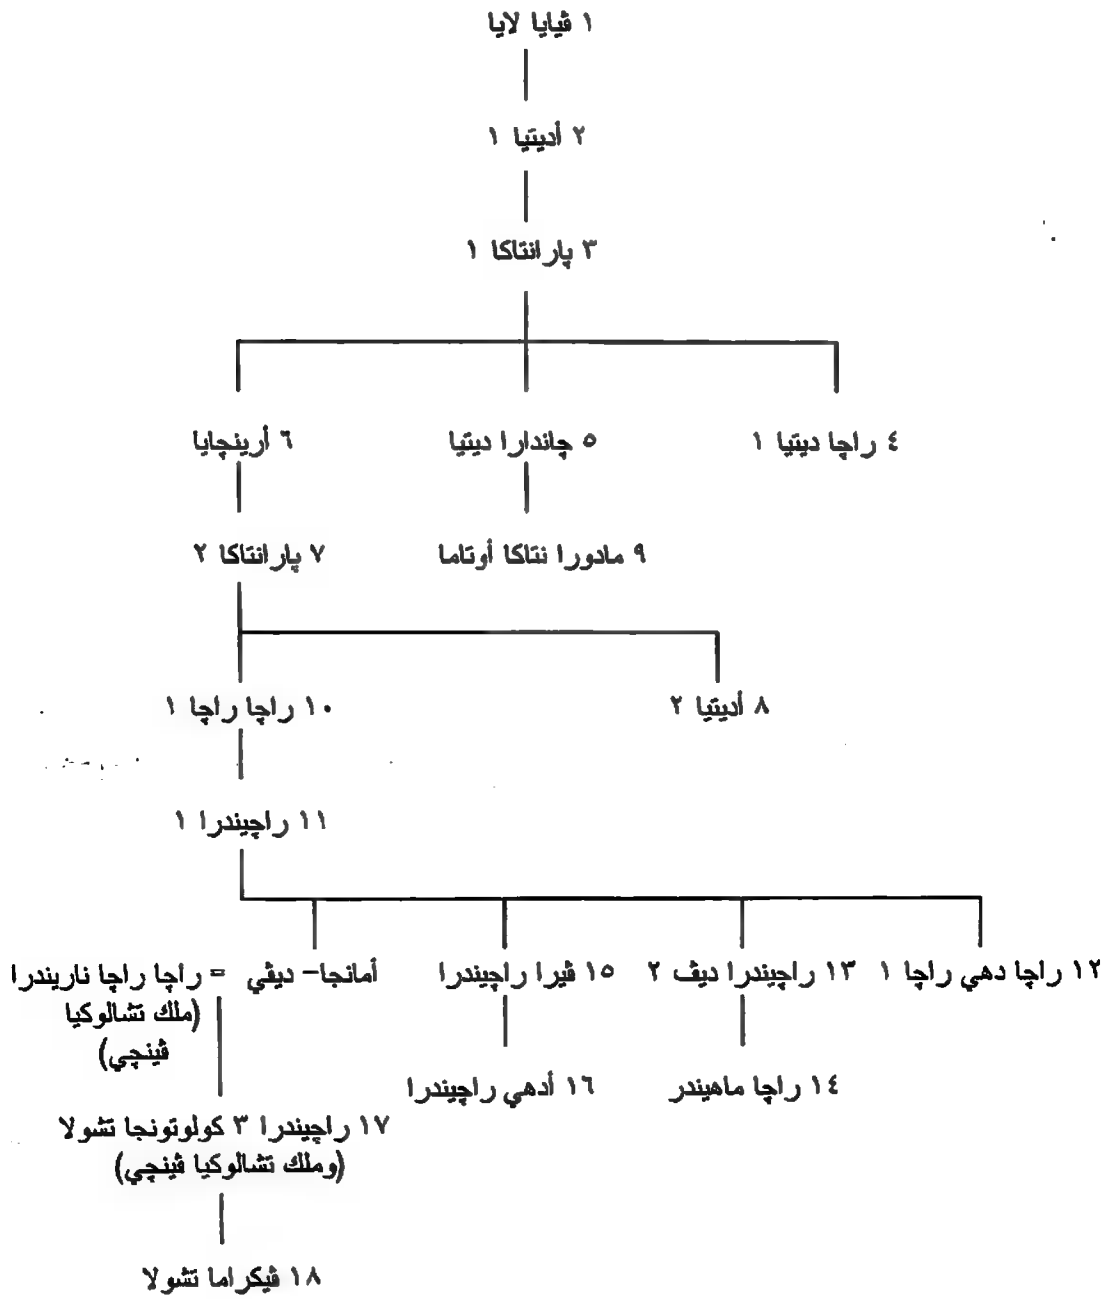 ١ ڤيايا لايا
٢ أديتيا ١
٣ پارانتاكا ١
٤ راچا ديتيا ١
٥ چاندارا ديتيا
٦ أرينچايا
٩ مادورا نتاكا أوتاما
٧ پارانتاكا ٢
٨ أديتيا ٢
١٠ راچا راچا ١
١١ راچيندرا ١
١٢ راچا دهي راچا ١
١٣ راچيندرا ديڤ ٢
١٥ ڤيرا راچيندرا
أمانجا– ديڤي
= راچا راچا ناريندرا
(ملك تشالوكيا
ڤينچي)
١٤ راچا ماهيندر
١٦ أدهي راچيندرا
١٧ راچيندرا ٣ كولوتونجا تشولا
(وملك تشالوكيا ڤينچي)
١٨ ڤيكراما تشولا